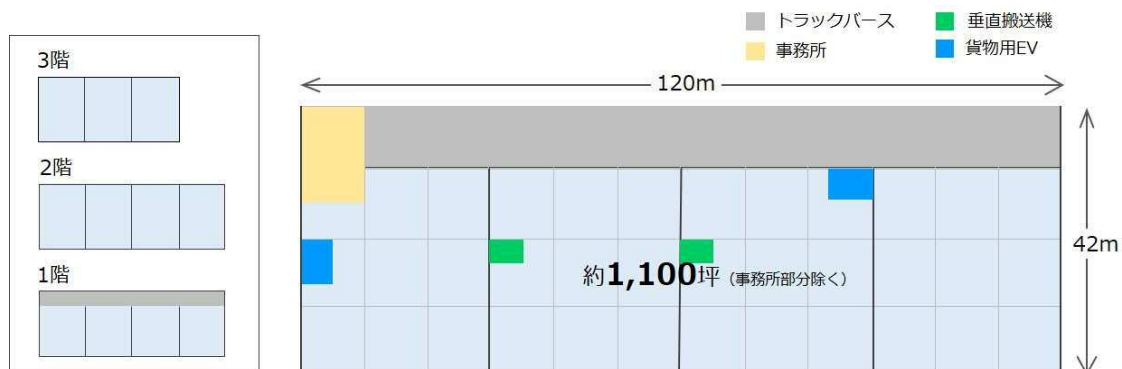 トラックバース
垂直搬送機
事務所
貨物用EV
3階
2階
1階
120m
42m
約1,100坪（事務所部分除く）